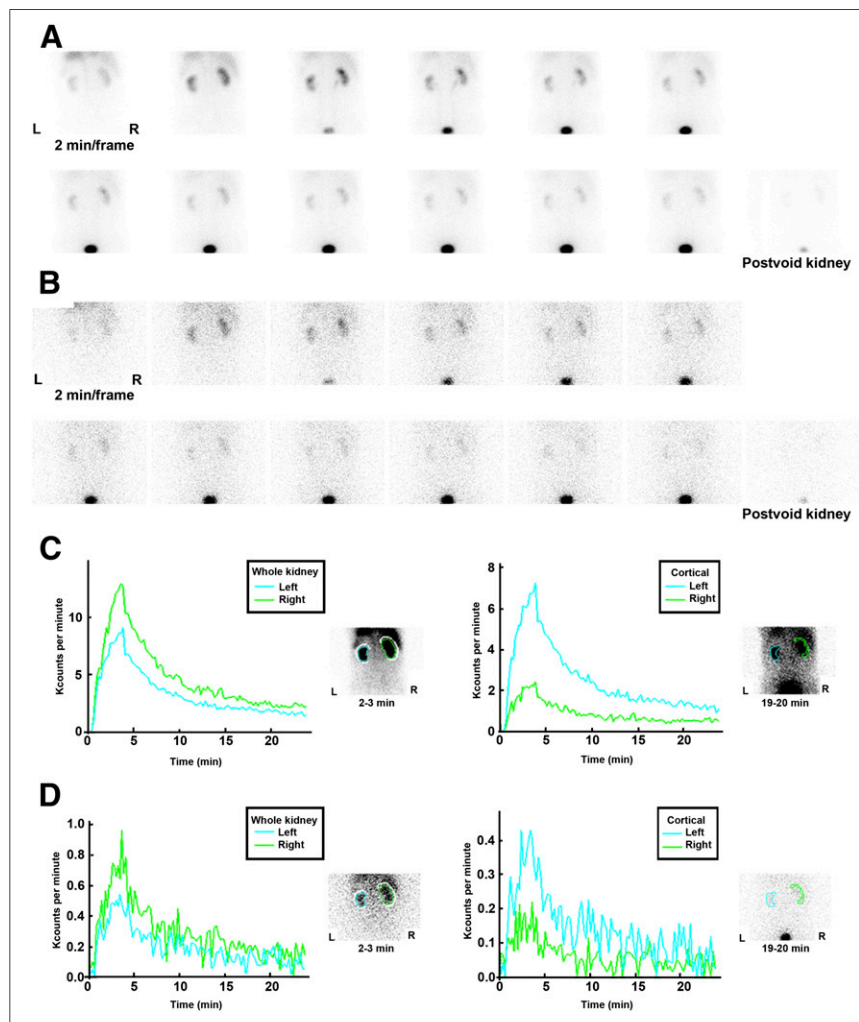 A
L R
2 min/frame
Postvoid kidney
B
L R
2 min/frame
Postvoid kidney
C
Whole kidney
Left
Right
Kcounts per minute
10
5
0
0 5 10 15 20
Time (min)
L R
2-3 min
Cortical
Left
Right
Kcounts per minute
8
6
4
2
0
0 5 10 15 20
Time (min)
L R
19-20 min
D
Whole kidney
Left
Right
Kcounts per minute
1.0
0.8
0.6
0.4
0.2
0.0
0 5 10 15 20
Time (min)
L R
2-3 min
Cortical
Left
Right
Kcounts per minute
0.4
0.3
0.2
0.1
0.0
0 5 10 15 20
Time (min)
L R
19-20 min